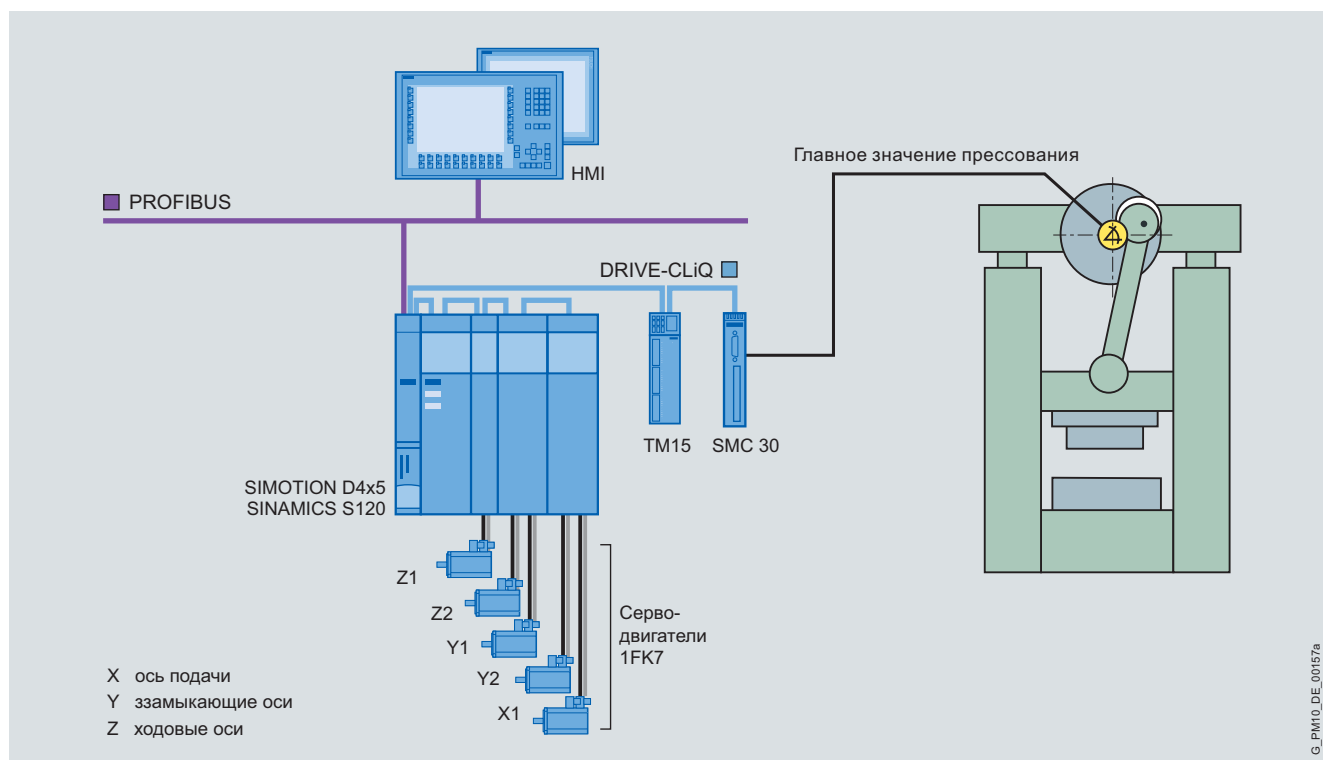 HMI
Главное значение прессования
PROFIBUS
DRIVE-CLiQ
TM15
SMC 30
SIMOTION D4x5
SINAMICS S120
Z1
Z2
Y1
Y2
X1
Серво-
двигатели
1FK7
X ось подачи
Y ззамыкающие оси
Z ходовые оси
G_PM10_DE_00157a